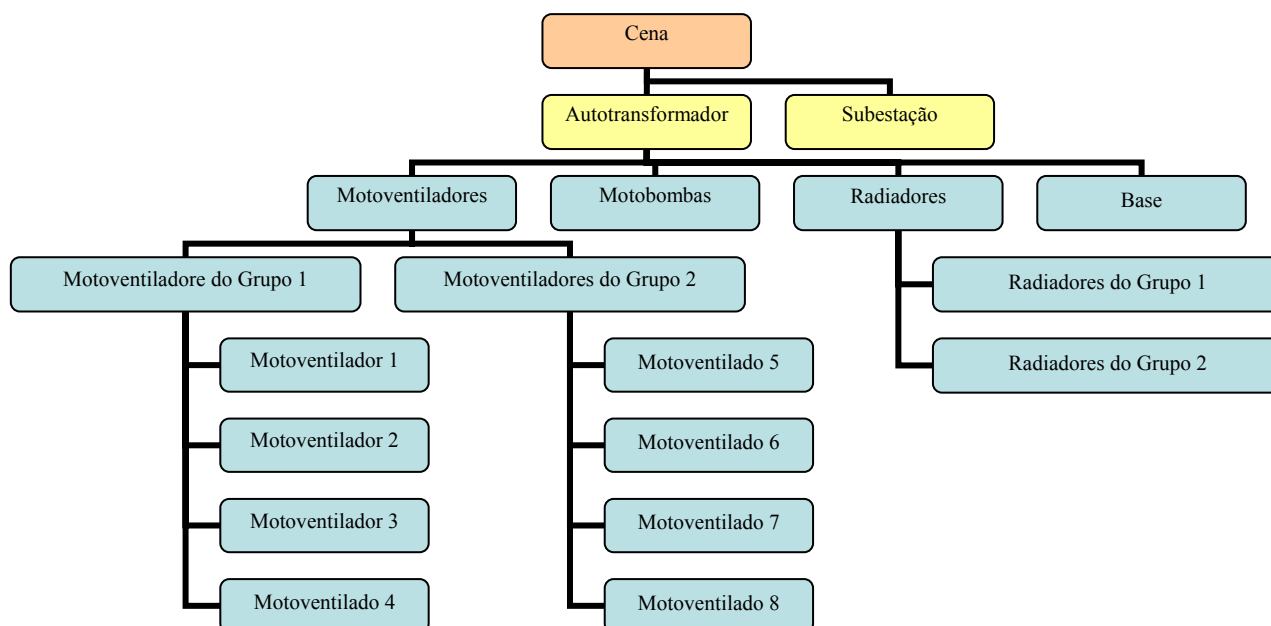 Cena
Autotransformador
Subestação
Motoventiladores
Motobombas
Radiadores
Base
Motoventiladore do Grupo 1
Motoventiladores do Grupo 2
Radiadores do Grupo 1
Motoventilador 1
Motoventilado 5
Radiadores do Grupo 2
Motoventilador 2
Motoventilado 6
Motoventilador 3
Motoventilado 7
Motoventilado 4
Motoventilado 8